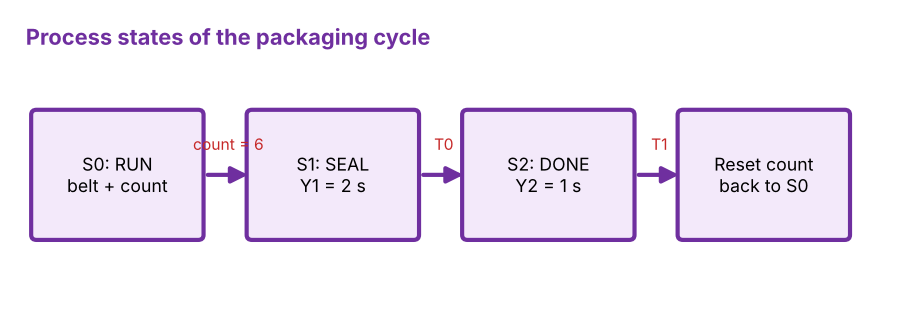 Process states of the packaging cycle
S0: RUN
belt + count
count = 6
S1: SEAL
Y1 = 2 s
T0
S2: DONE
Y2 = 1 s
T1
Reset count
back to S0